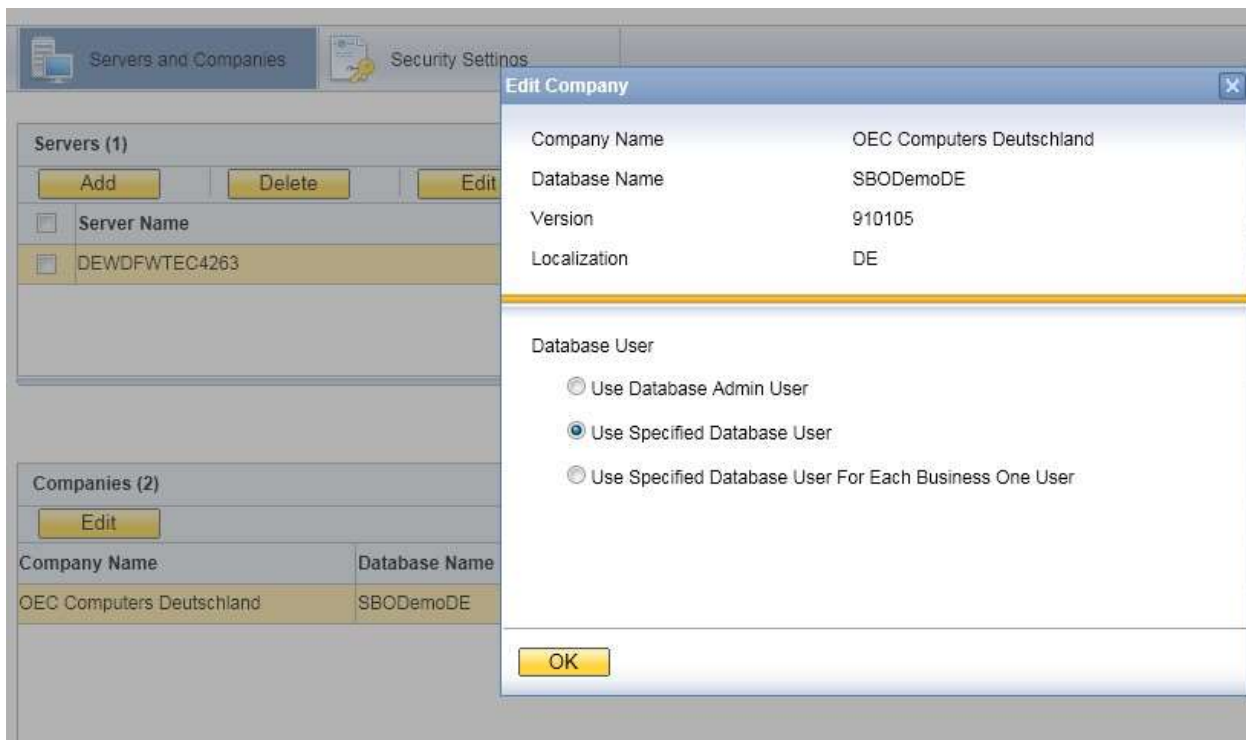 Servers and Companies
Security Settings
Edit Company
Company Name OEC Computers Deutschland
Database Name SBODemoDE
Version 910105
Localization DE
Database User
Use Database Admin User
Use Specified Database User
Use Specified Database User For Each Business One User
OK
Servers (1)
Add Delete Edit
Server Name
DEWDFWTEC4263
Companies (2)
Edit
Company Name Database Name
OEC Computers Deutschland SBODemoDE